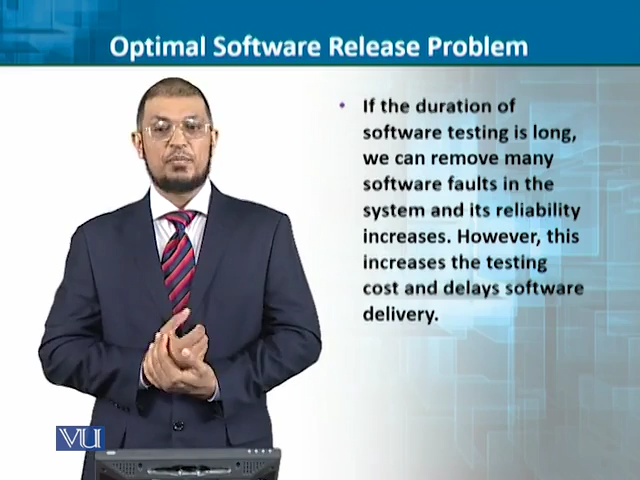 Optimal Software Release Problem
• If the duration of
software testing is long,
we can remove many
software faults in the
system and its reliability
increases. However, this
increases the testing
cost and delays software
delivery.
VU